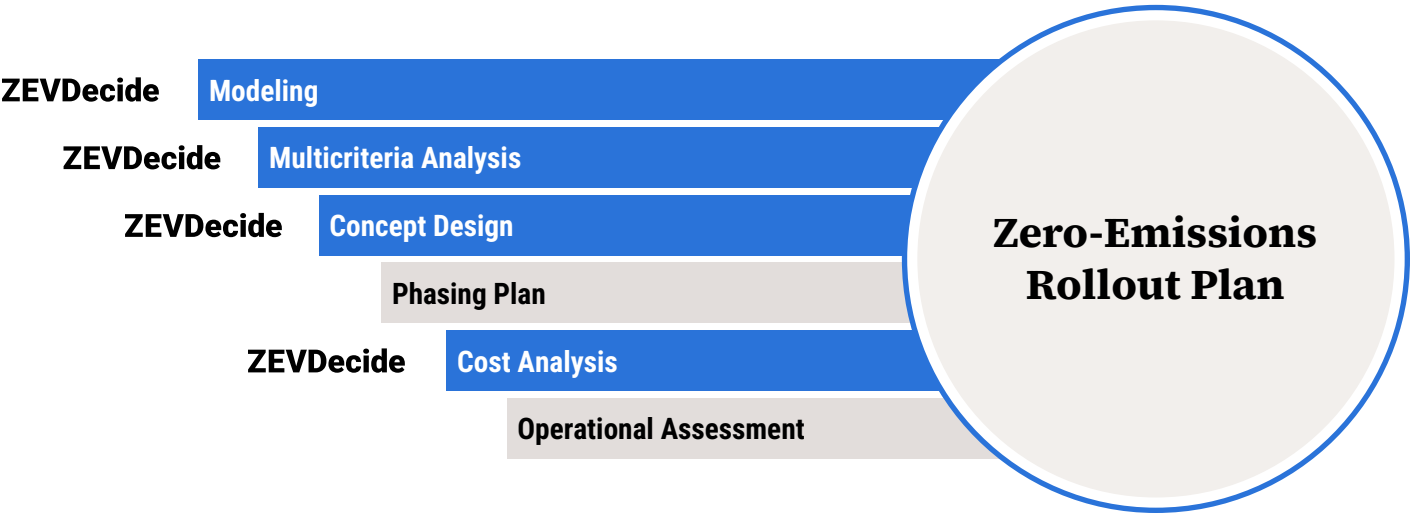 ZEVDecide Modeling
ZEVDecide Multicriteria Analysis
ZEVDecide Concept Design
Phasing Plan
ZEVDecide Cost Analysis
Operational Assessment
Zero-Emissions
Rollout Plan